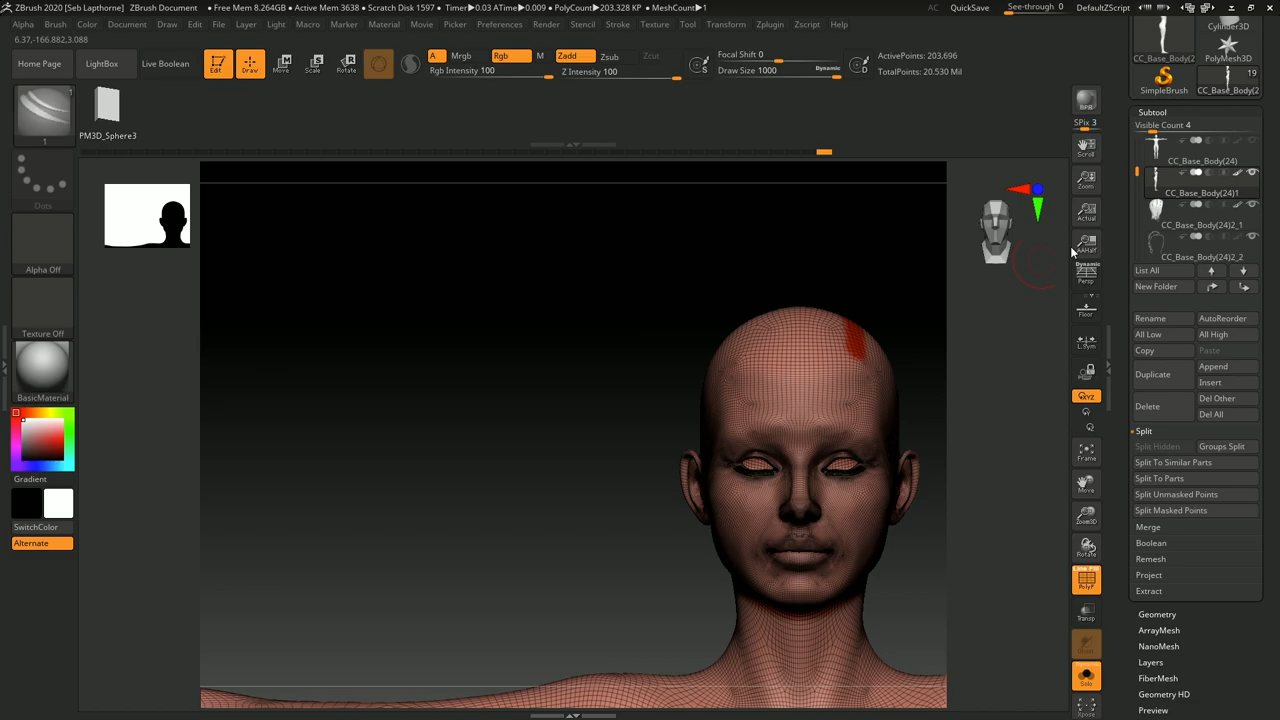 ZBrush 2020 [Seb Lapthorne] ZBrush Document • Free Mem 8.264GB • Active Mem 3638 • Scratch Disk 1597 • Timer▶0.03 ATime▶0.009 • PolyCount▶203.328 KP • MeshCount▶1
AC QuickSave See-through 0 Menus DefaultZScript
Alpha Brush Color Document Draw Edit File Layer Light Macro Marker Material Movie Picker Preferences Render Stencil Stroke Texture Tool Transform Zplugin Zscript Help
6.37,-166.882,3.088
Home Page LightBox Live Boolean
Edit Draw Move Scale Rotate
A Mrgb Rgb M Zadd Zsub Zcut
Rgb Intensity 100 Z Intensity 100
S Focal Shift 0
Draw Size 1000 Dynamic
D ActivePoints: 203,696
TotalPoints: 20.530 Mil
1
1
PM3D_Sphere3
Dots
Alpha Off
Texture Off
BasicMaterial
Gradient
SwitchColor
Alternate
BPR
SPix 3
Scroll
Zoom
Actual
AAHalf
Dynamic
Persp
Floor
L.Sym
XYZ
Frame
Move
Zoom3D
Rotate
Line Fill
PolyF
Transp
Solo
Xpose
Cylinder3D
CC_Base_Body(2 PolyMesh3D
19
SimpleBrush CC_Base_Body(2
Subtool
Visible Count 4
CC_Base_Body(24)
CC_Base_Body(24)1
CC_Base_Body(24)2_1
CC_Base_Body(24)2_2
List All
New Folder
Rename AutoReorder
All Low All High
Copy Paste
Duplicate Append
Insert
Delete Del Other
Del All
Split
Split Hidden Groups Split
Split To Similar Parts
Split To Parts
Split Unmasked Points
Split Masked Points
Merge
Boolean
Remesh
Project
Extract
Geometry
ArrayMesh
NanoMesh
Layers
FiberMesh
Geometry HD
Preview